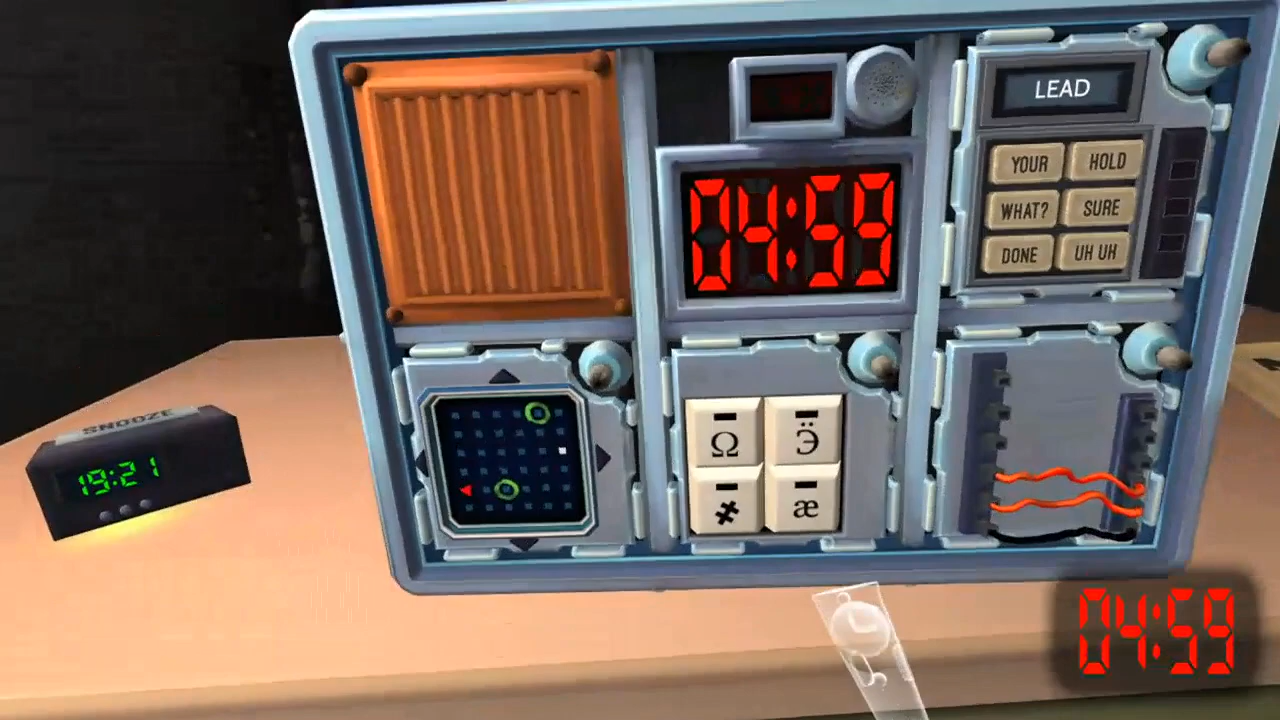 LEAD
04:59
YOUR HOLD
WHAT? SURE
DONE UH UH
SNOOZE
19:21
Ω Ӭ
҂ æ
04:59